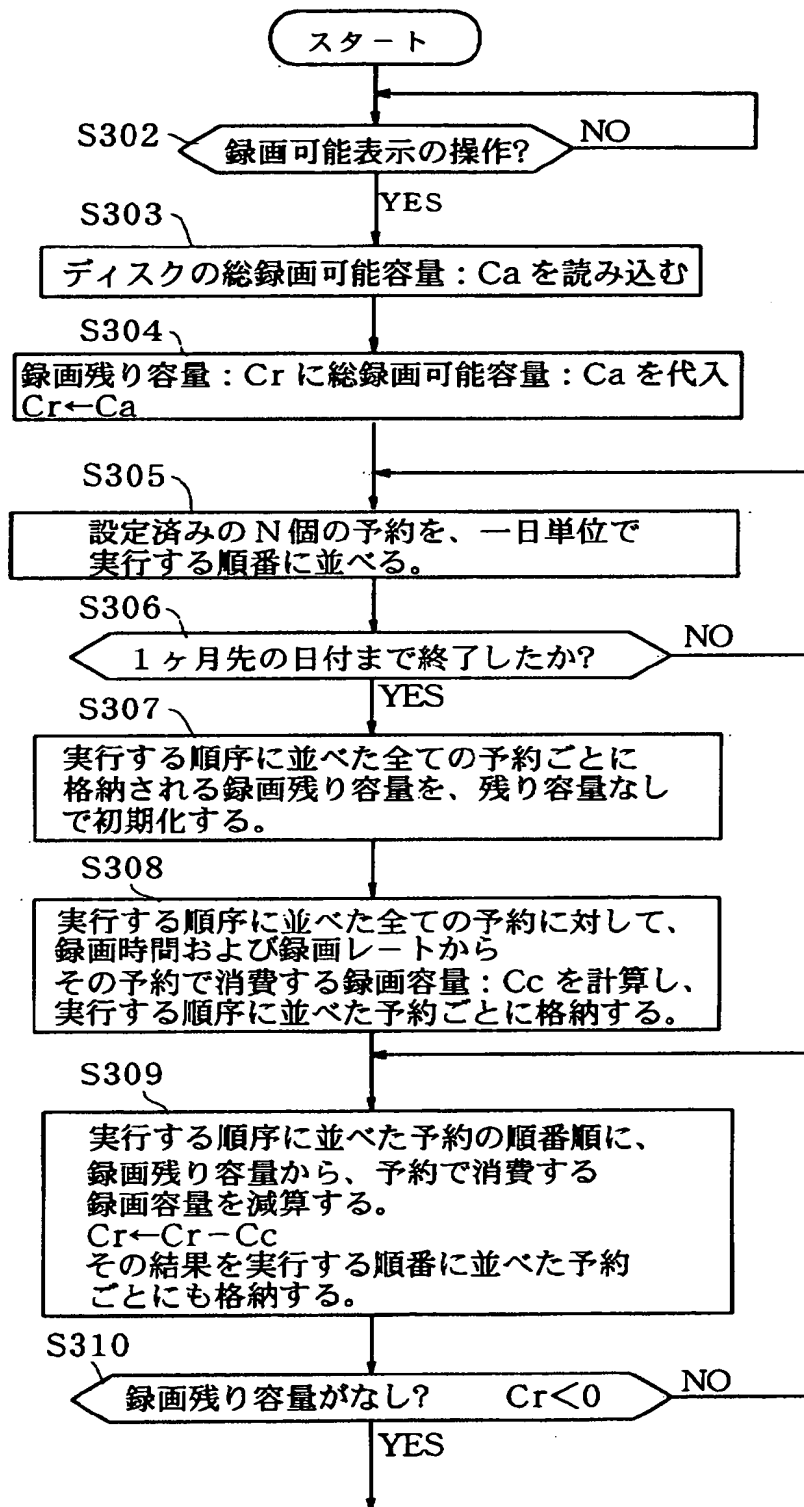 スタート
S302
録画可能表示の操作?
NO
YES
S303
ディスクの総録画可能容量:Caを読み込む
S304
録画残り容量:Crに総録画可能容量:Caを代入
Cr←Ca
S305
設定済みのN個の予約を、一日単位で
実行する順番に並べる。
S306
1ヶ月先の日付まで終了したか?
NO
YES
S307
実行する順序に並べた全ての予約ごとに
格納される録画残り容量を、残り容量なし
で初期化する。
S308
実行する順序に並べた全ての予約に対して、
録画時間および録画レートから
その予約で消費する録画容量:Ccを計算し、
実行する順序に並べた予約ごとに格納する。
S309
実行する順序に並べた予約の順番順に、
録画残り容量から、予約で消費する
録画容量を減算する。
Cr←Cr-Cc
その結果を実行する順番に並べた予約
ごとにも格納する。
S310
録画残り容量がなし? Cr<0
NO
YES